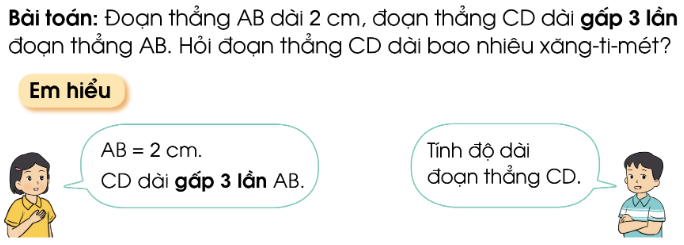 Bài toán: Đoạn thẳng AB dài 2 cm, đoạn thẳng CD dài gấp 3 lần
đoạn thẳng AB. Hỏi đoạn thẳng CD dài bao nhiêu xăng-ti-mét?
Em hiểu
AB = 2 cm.
CD dài gấp 3 lần AB.
Tính độ dài
đoạn thẳng CD.